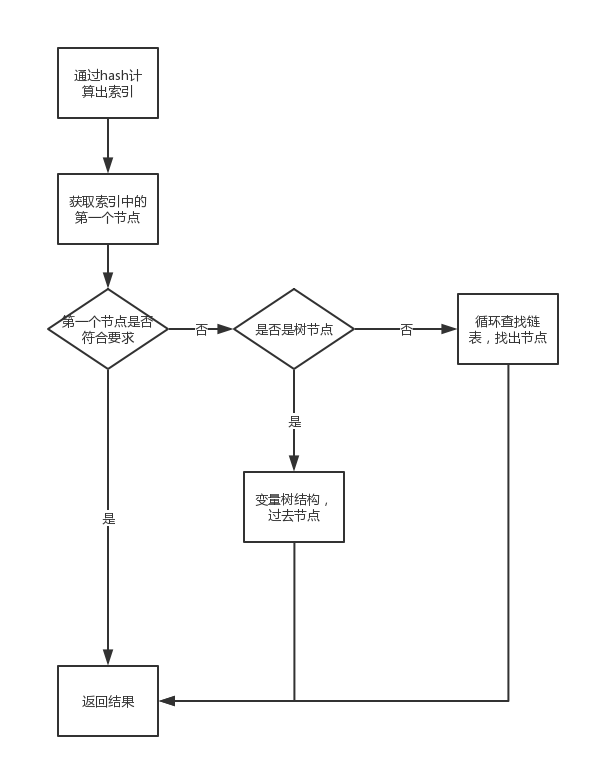 通过hash计
算出索引
获取索引中的
第一个节点
第一个节点是否
符合要求
否
是否是树节点
否
循环查找链
表，找出节点
是
变量树结构，
过去节点
是
返回结果